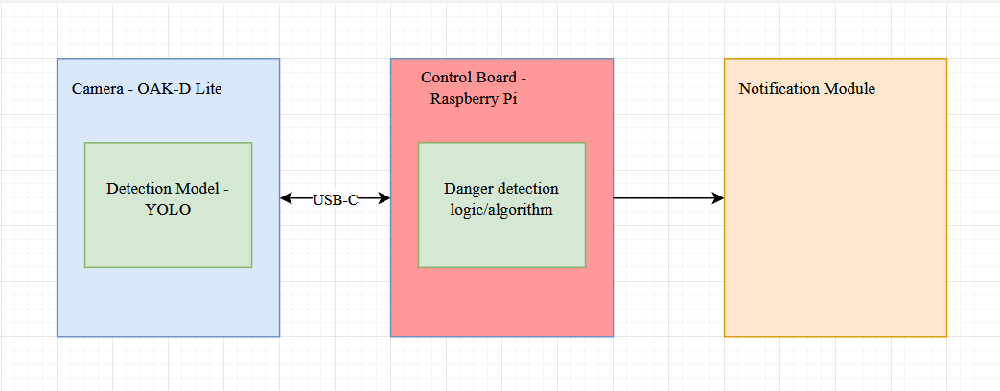 Camera - OAK-D Lite
Detection Model -
YOLO
USB-C
Control Board -
Raspberry Pi
Danger detection
logic/algorithm
Notification Module